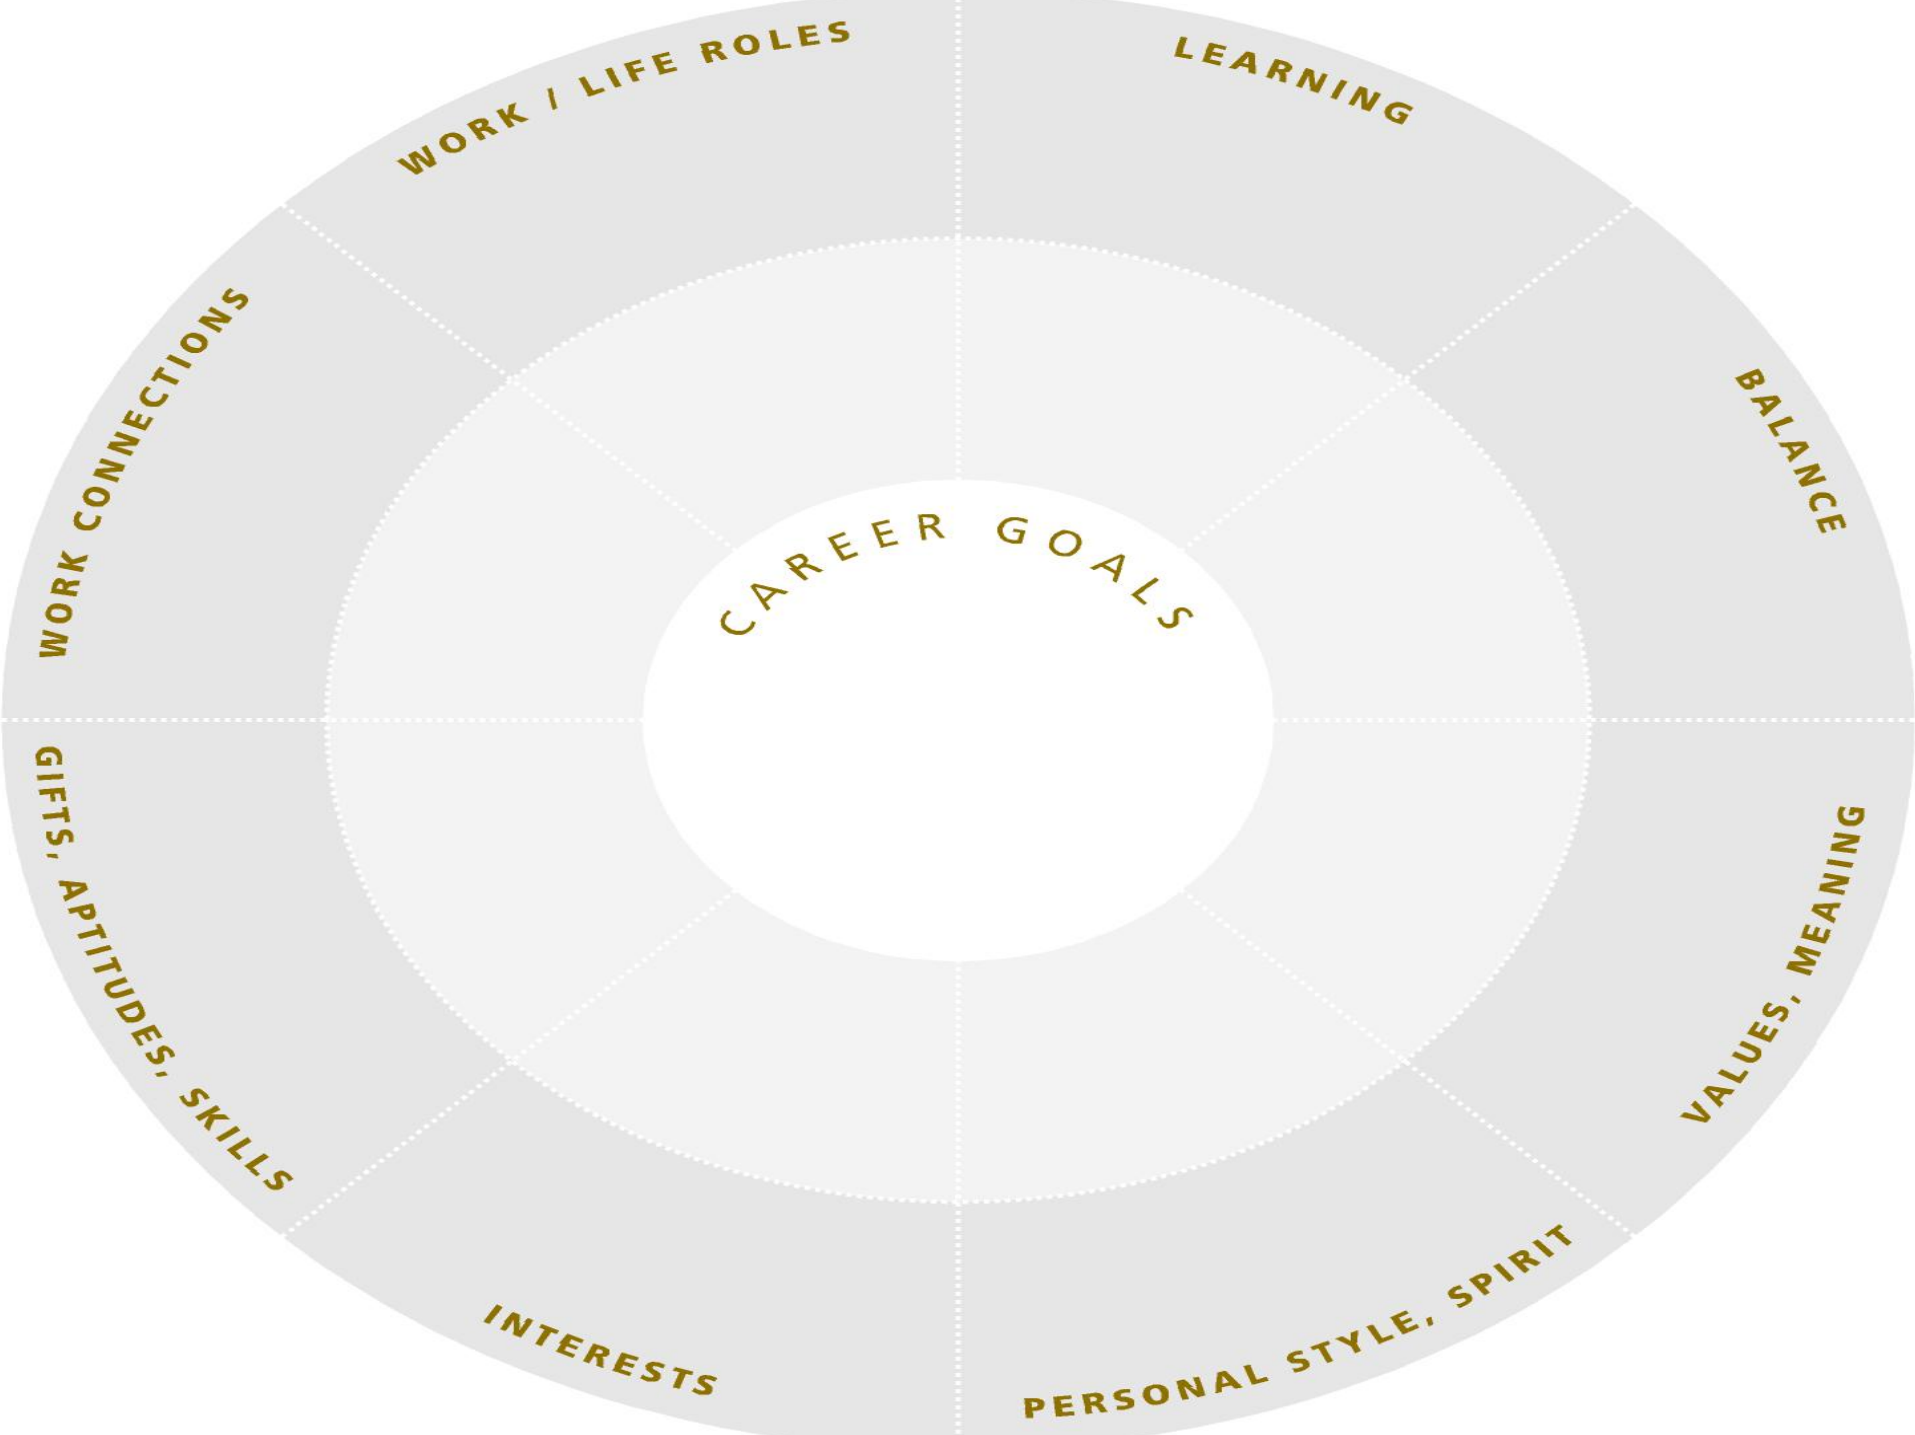 WORK / LIFE ROLES
LEARNING
BALANCE
VALUES, MEANING
PERSONAL STYLE, SPIRIT
INTERESTS
GIFTS, APTITUDES, SKILLS
WORK CONNECTIONS
CAREER GOALS